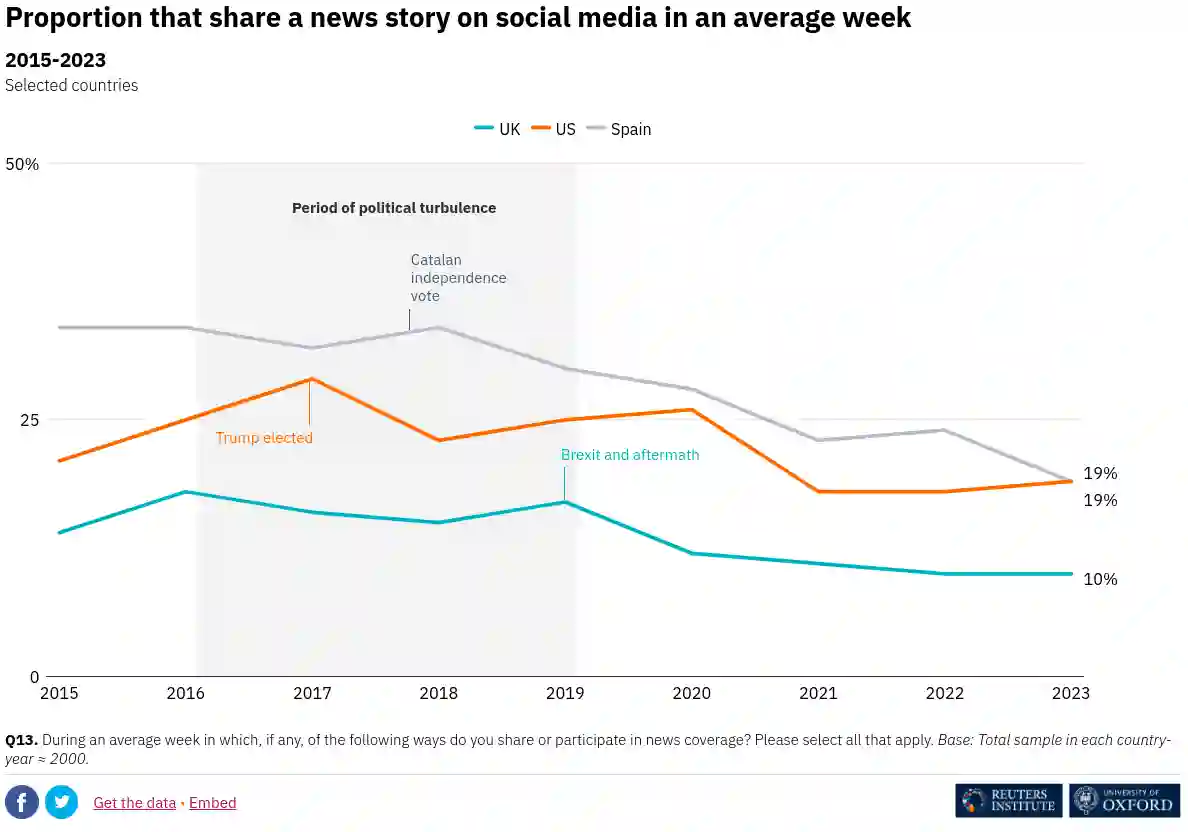 Proportion that share a news story on social media in an average week
2015-2023
Selected countries
UK US Spain
50%
Period of political turbulence
Catalan
independence
vote
25
Trump elected
Brexit and aftermath
19%
19%
10%
0
2015 2016 2017 2018 2019 2020 2021 2022 2023
Q13. During an average week in which, if any, of the following ways do you share or participate in news coverage? Please select all that apply. Base: Total sample in each country-
year ≈ 2000.
Get the data • Embed
REUTERS
INSTITUTE
UNIVERSITY OF
OXFORD